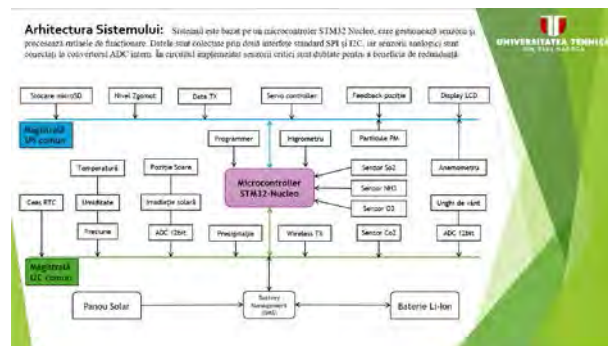 Arhitectura Sistemului: Sistemul este bazat pe un microcontroler STM32 Nucleo, care gestionează senzorii și
procesează rutinele de funcționare. Datele sunt colectate prin două interfețe standard SPI și I2C, iar senzorii analogici sunt
conectați la convertorul ADC intern. În circuitul implementat senzorii critici sunt dublate pentru a beneficia de redundanță.
UNIVERSITATEA TEHNICĂ
DIN CLUJ-NAPOCA
Stocare microSD
Nivel Zgomot
Date TX
Servo controller
Feedback poziție
Display LCD
Magistrală
SPI comun
Programmer
Higrometru
Particule PM
Temperatură
Poziție Soare
Senzor So2
Anemometru
Microcontroller
STM32-Nucleo
Ceas RTC
Umiditate
Iradiație solară
Senzor NH3
Unghi de vânt
Senzor O3
Presiune
ADC 12bit
Precipitație
Wireless TX
Senzor Co2
ADC 12bit
Magistrală
I2C comun
Panou Solar
Battery
Management
(BMS)
Baterie Li-Ion